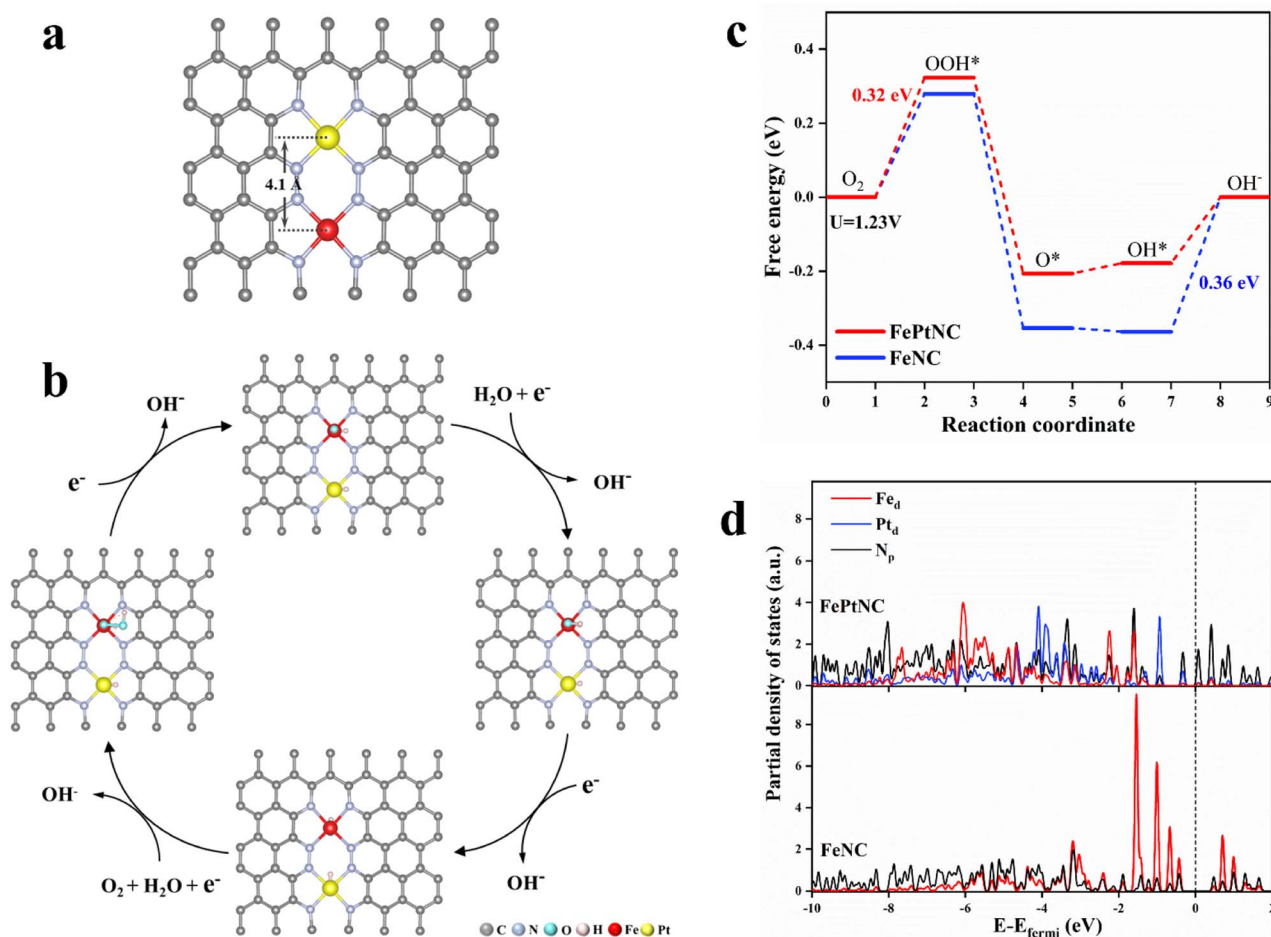 a
4.1 Å
b
OH⁻
H₂O + e⁻
e⁻
OH⁻
OH⁻
e⁻
O₂ + H₂O + e⁻
OH⁻
C N O H Fe Pt
c
Free energy (eV)
0.4
0.2
0.0
-0.2
-0.4
OOH*
0.32 eV
O₂
U=1.23V
OH⁻
O*
OH*
0.36 eV
FePtNC
FeNC
0 1 2 3 4 5 6 7 8 9
Reaction coordinate
d
Partial density of states (a.u.)
Fe_d
Pt_d
N_p
8
6
4
2
0
FePtNC
8
6
4
2
0
FeNC
-10 -8 -6 -4 -2 0 2
E-E_fermi (eV)